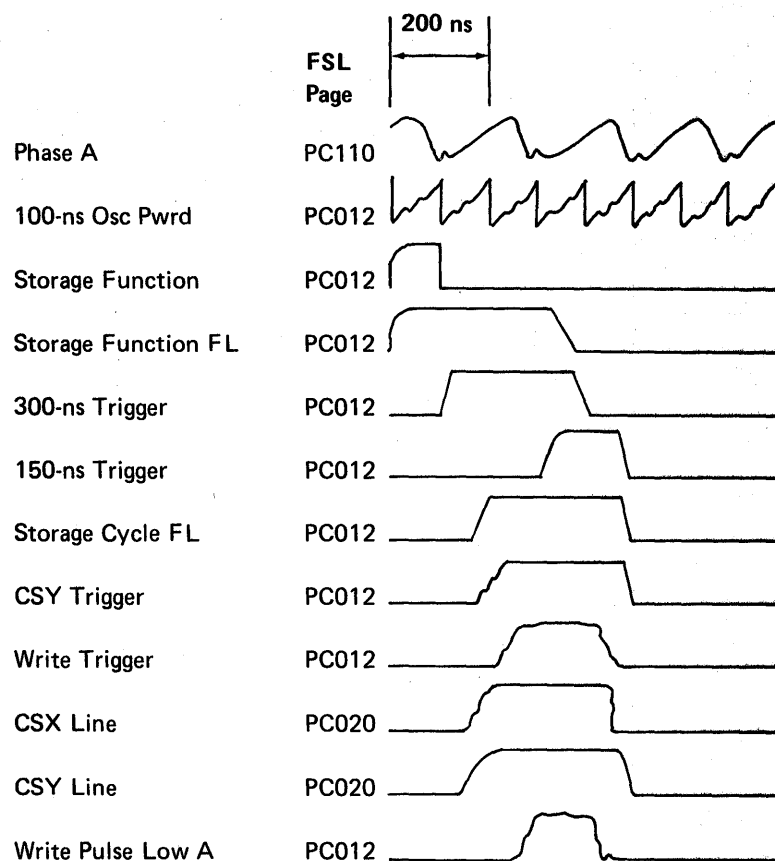 200 ns
FSL
Page
Phase A PC110
100-ns Osc Pwrd PC012
Storage Function PC012
Storage Function FL PC012
300-ns Trigger PC012
150-ns Trigger PC012
Storage Cycle FL PC012
CSY Trigger PC012
Write Trigger PC012
CSX Line PC020
CSY Line PC020
Write Pulse Low A PC012